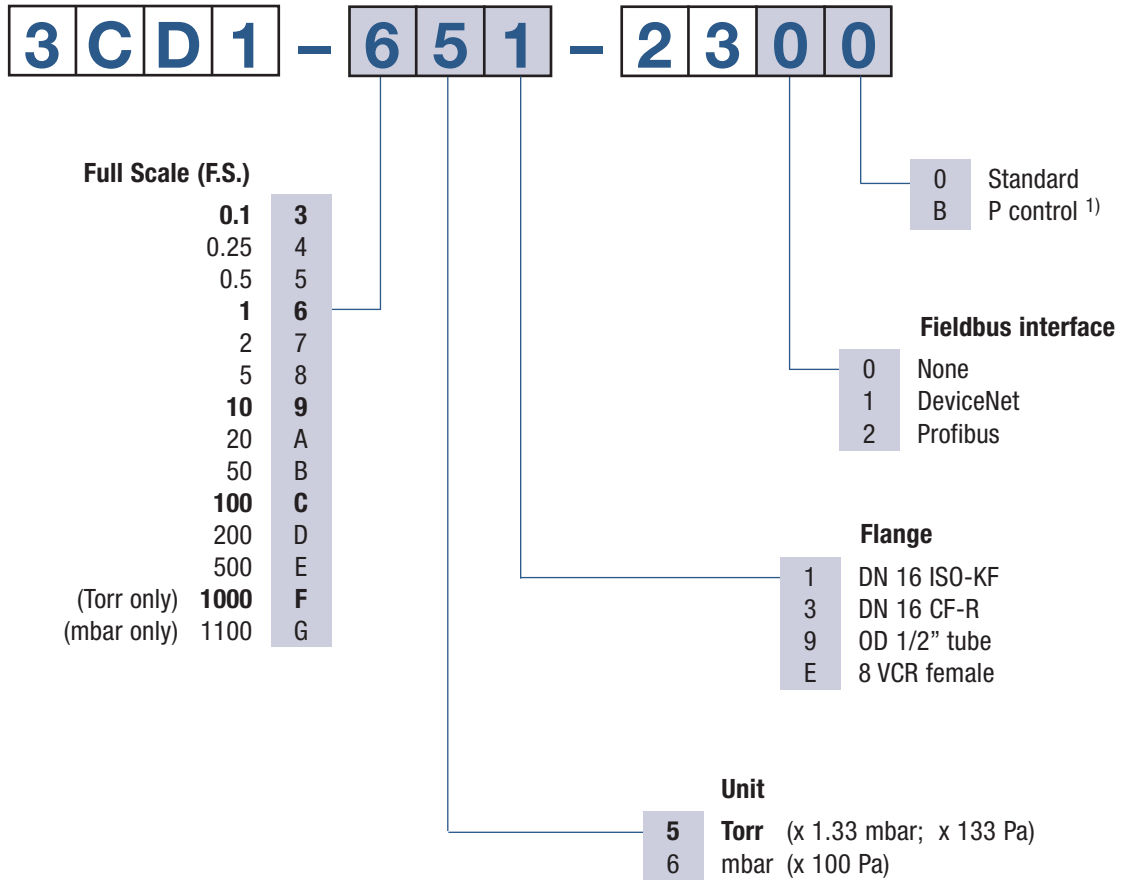 3CD1 – 651 – 2300
Full Scale (F.S.)
0.1 3
0.25 4
0.5 5
1 6
2 7
5 8
10 9
20 A
50 B
100 C
200 D
500 E
(Torr only) 1000 F
(mbar only) 1100 G
0 Standard
B P control 1)
Fieldbus interface
0 None
1 DeviceNet
2 Profibus
Flange
1 DN 16 ISO-KF
3 DN 16 CF-R
9 OD 1/2” tube
E 8 VCR female
Unit
5 Torr (x 1.33 mbar; x 133 Pa)
6 mbar (x 100 Pa)